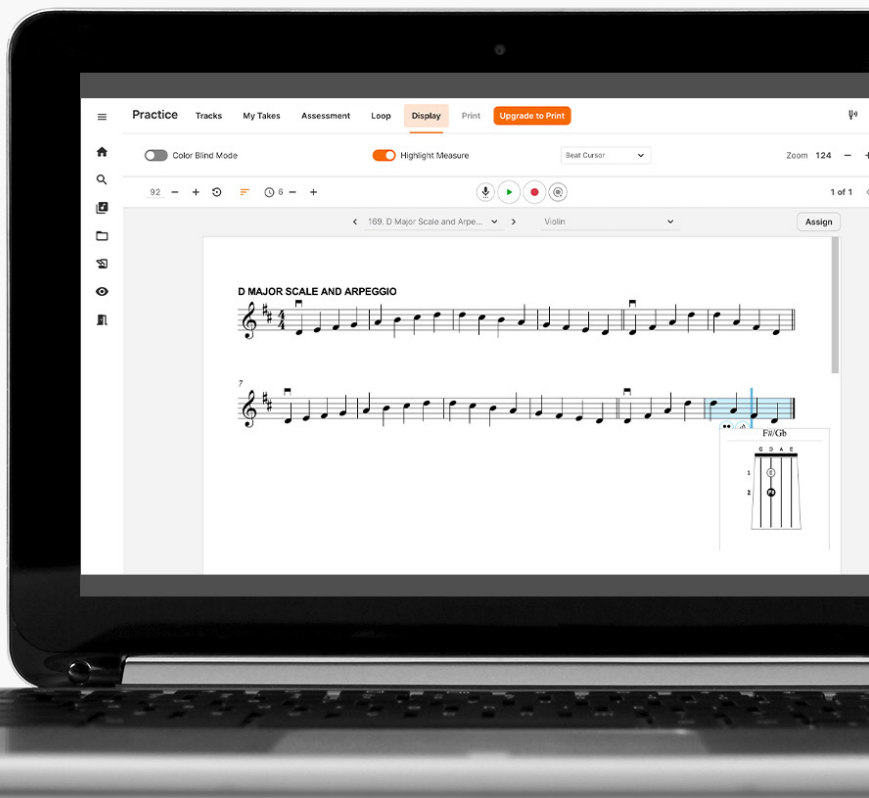 Practice Tracks My Takes Assessment Loop Display Print Upgrade to Print
Color Blind Mode Highlight Measure Beat Cursor Zoom 124 − +
92 − + 6 − + 1 of 1
169. D Major Scale and Arpe... Violin Assign
D MAJOR SCALE AND ARPEGGIO
4
4
7
F#/Gb
G D A E
1
2